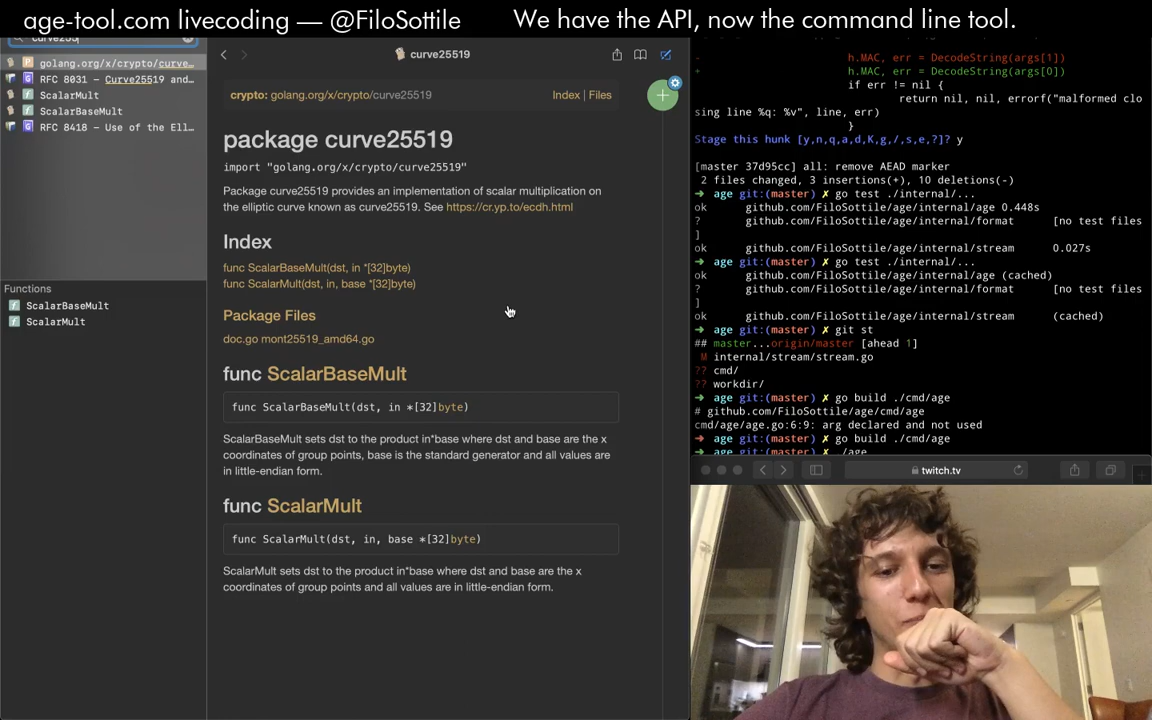 age-tool.com livecoding — @FiloSottile
We have the API, now the command line tool.
golang.org/x/crypto/curve…
RFC 8031 – Curve25519 and…
ScalarMult
ScalarBaseMult
RFC 8418 – Use of the Ell…
Functions
ScalarBaseMult
ScalarMult
curve25519
crypto: golang.org/x/crypto/curve25519
Index | Files
package curve25519
import "golang.org/x/crypto/curve25519"
Package curve25519 provides an implementation of scalar multiplication on
the elliptic curve known as curve25519. See https://cr.yp.to/ecdh.html
Index
func ScalarBaseMult(dst, in *[32]byte)
func ScalarMult(dst, in, base *[32]byte)
Package Files
doc.go mont25519_amd64.go
func ScalarBaseMult
func ScalarBaseMult(dst, in *[32]byte)
ScalarBaseMult sets dst to the product in*base where dst and base are the x
coordinates of group points, base is the standard generator and all values are
in little-endian form.
func ScalarMult
func ScalarMult(dst, in, base *[32]byte)
ScalarMult sets dst to the product in*base where dst and base are the x
coordinates of group points and all values are in little-endian form.
- h.MAC, err = DecodeString(args[1])
+ h.MAC, err = DecodeString(args[0])
if err != nil {
return nil, nil, errorf("malformed clo
sing line %q: %v", line, err)
}
Stage this hunk [y,n,q,a,d,K,g,/,s,e,?]? y
[master 37d95cc] all: remove AEAD marker
2 files changed, 3 insertions(+), 10 deletions(-)
➜ age git:(master) ✗ go test ./internal/...
ok github.com/FiloSottile/age/internal/age 0.448s
? github.com/FiloSottile/age/internal/format [no test files
]
ok github.com/FiloSottile/age/internal/stream 0.027s
➜ age git:(master) ✗ go test ./internal/...
ok github.com/FiloSottile/age/internal/age (cached)
? github.com/FiloSottile/age/internal/format [no test files
]
ok github.com/FiloSottile/age/internal/stream (cached)
➜ age git:(master) ✗ git st
## master...origin/master [ahead 1]
M internal/stream/stream.go
?? cmd/
?? workdir/
➜ age git:(master) ✗ go build ./cmd/age
# github.com/FiloSottile/age/cmd/age
cmd/age/age.go:6:9: arg declared and not used
➜ age git:(master) ✗ go build ./cmd/age
➜ age git:(master) ✗ ./age
twitch.tv